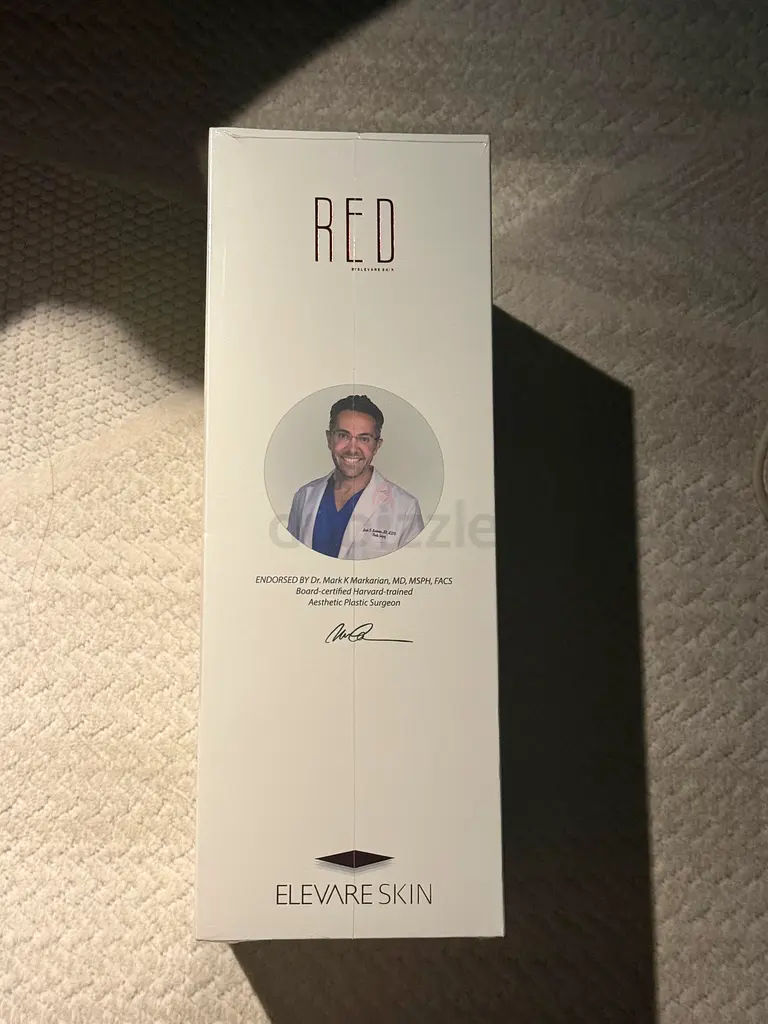 RED
BY ELEVARE SKIN
dubizzle
ENDORSED BY Dr. Mark K Markarian, MD, MSPH, FACS
Board-certified Harvard-trained
Aesthetic Plastic Surgeon
ELEVARE SKIN